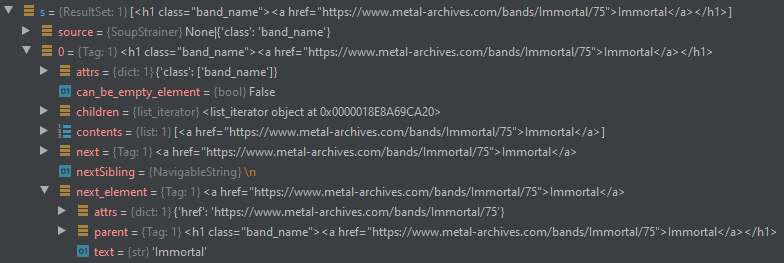 s = {ResultSet: 1} [<h1 class="band_name"><a href="https://www.metal-archives.com/bands/Immortal/75">Immortal</a></h1>]
source = {SoupStrainer} None|{'class': 'band_name'}
0 = {Tag: 1} <h1 class="band_name"><a href="https://www.metal-archives.com/bands/Immortal/75">Immortal</a></h1>
attrs = {dict: 1} {'class': ['band_name']}
01 can_be_empty_element = {bool} False
children = {list_iterator} <list_iterator object at 0x0000018E8A69CA20>
contents = {list: 1} [<a href="https://www.metal-archives.com/bands/Immortal/75">Immortal</a>]
next = {Tag: 1} <a href="https://www.metal-archives.com/bands/Immortal/75">Immortal</a>
01 nextSibling = {NavigableString} \n
next_element = {Tag: 1} <a href="https://www.metal-archives.com/bands/Immortal/75">Immortal</a>
attrs = {dict: 1} {'href': 'https://www.metal-archives.com/bands/Immortal/75'}
parent = {Tag: 1} <h1 class="band_name"><a href="https://www.metal-archives.com/bands/Immortal/75">Immortal</a></h1>
01 text = {str} 'Immortal'